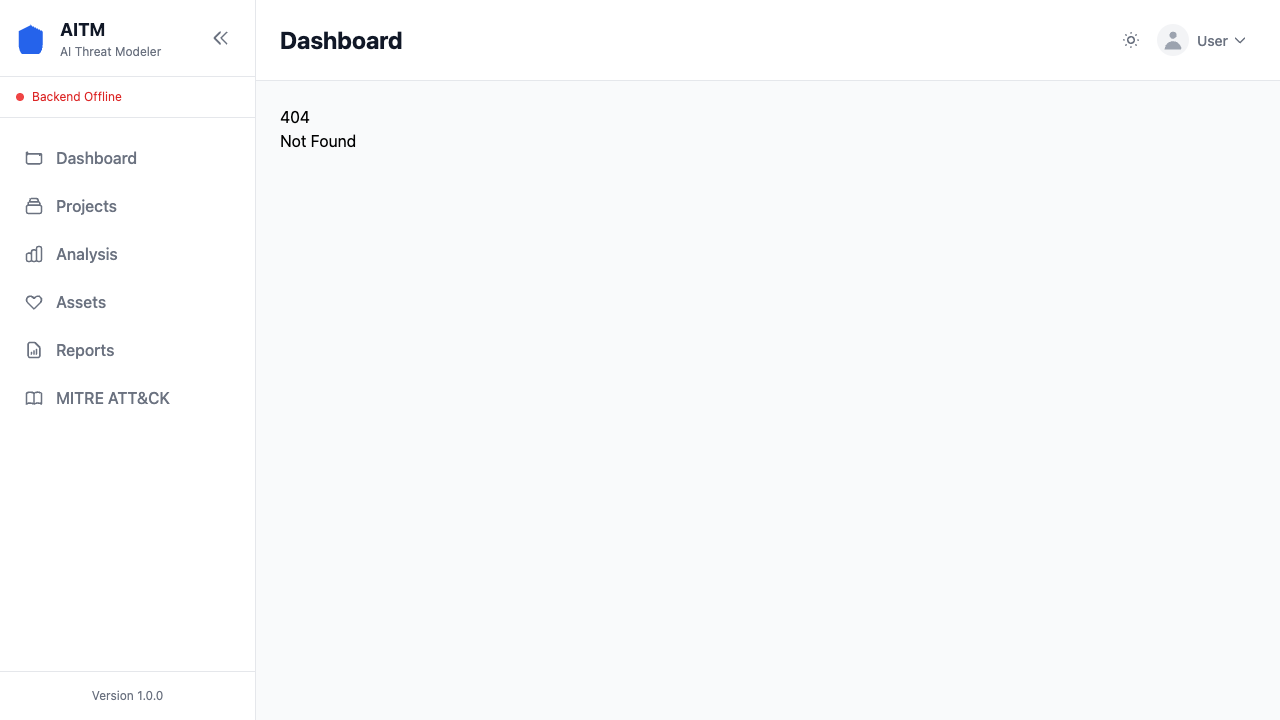 AITM
AI Threat Modeler
Backend Offline
Dashboard
Projects
Analysis
Assets
Reports
MITRE ATT&CK
Version 1.0.0
Dashboard
User
404
Not Found